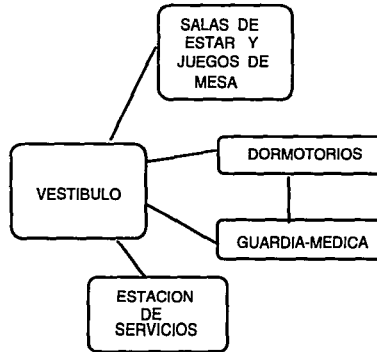 SALAS DE
ESTAR Y
JUEGOS DE
MESA
DORMOTORIOS
VESTIBULO
GUARDIA-MEDICA
ESTACION
DE
SERVICIOS